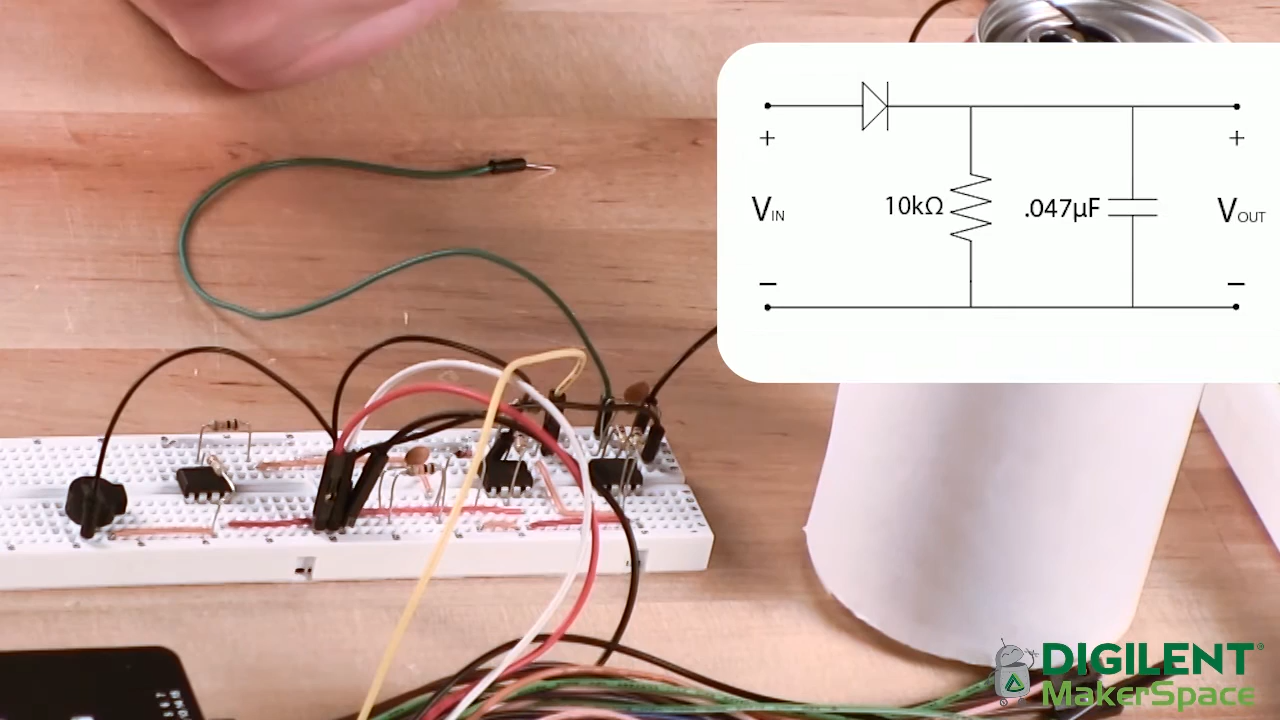 +
+
VIN
10kΩ
.047µF
VOUT
−
−
DIGILENT®
MakerSpace